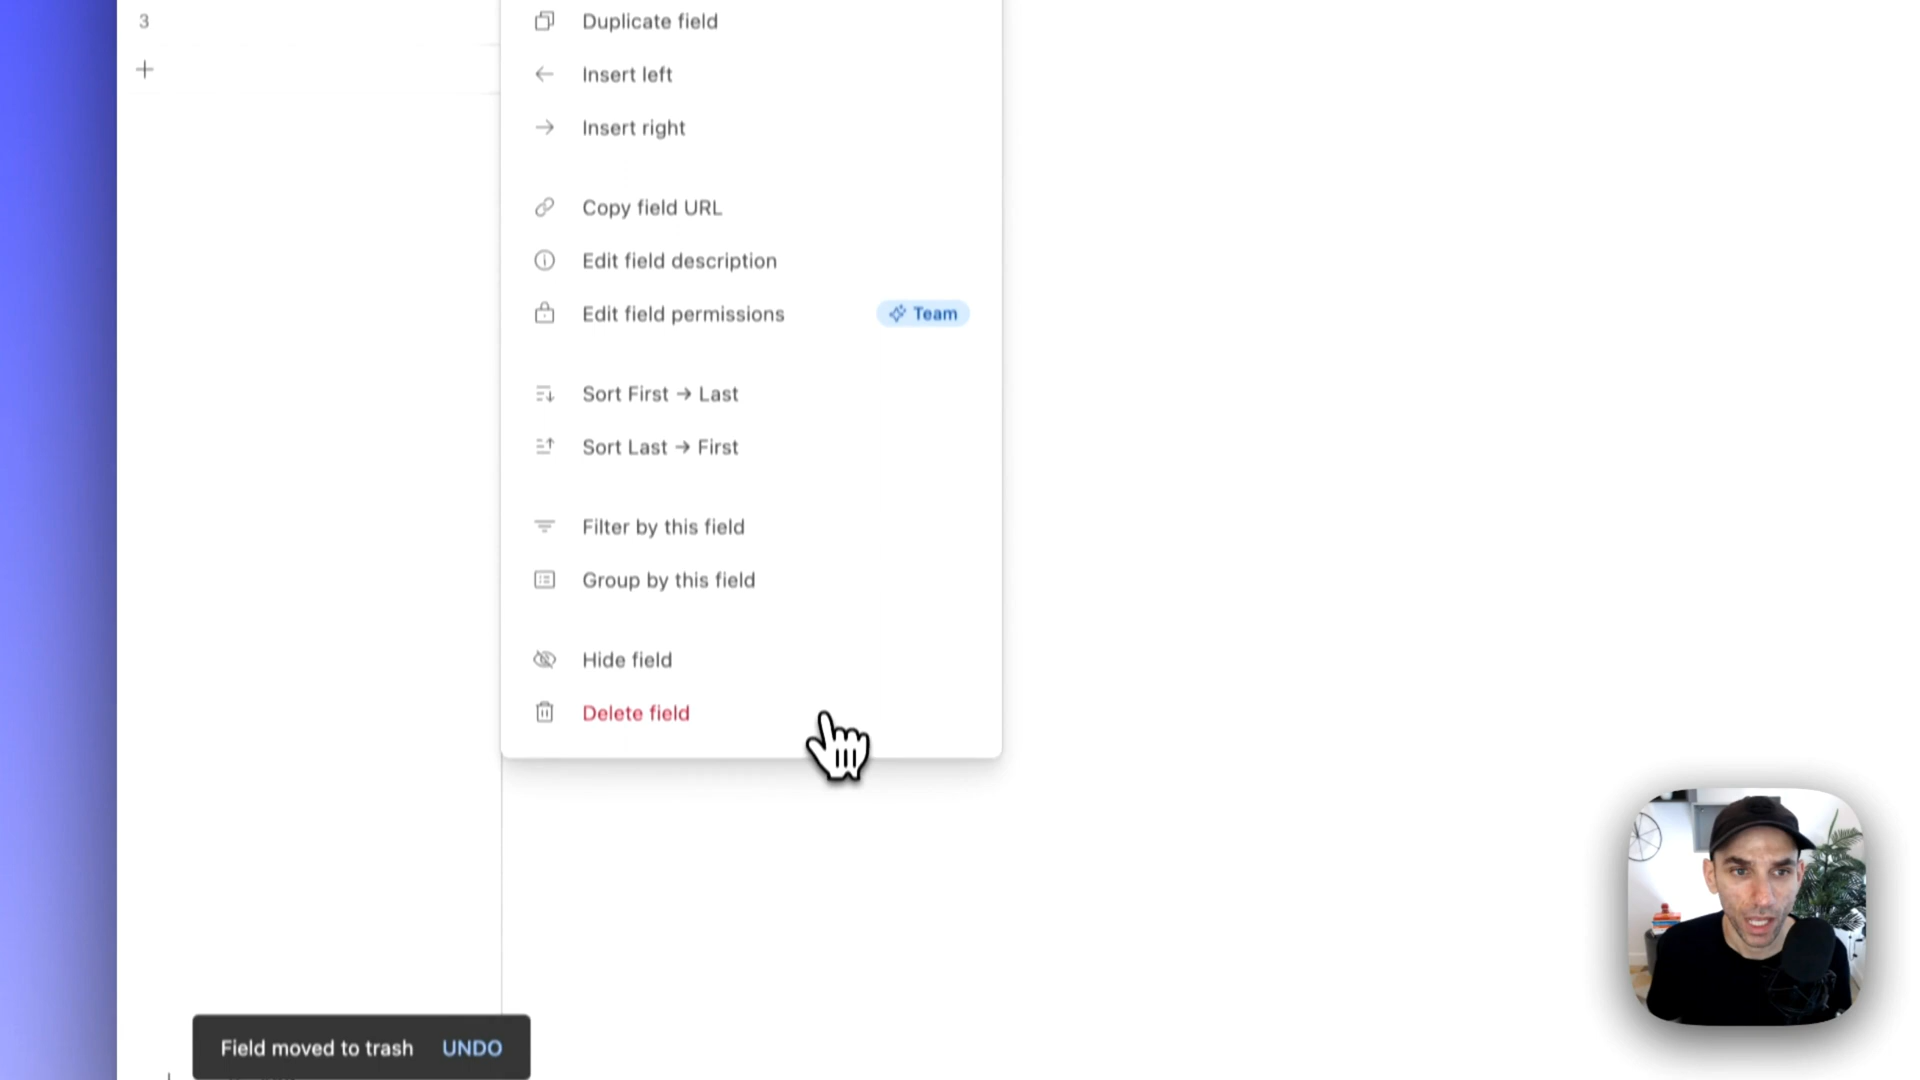 3
Duplicate field
+
Insert left
Insert right
Copy field URL
Edit field description
Edit field permissions Team
Sort First → Last
Sort Last → First
Filter by this field
Group by this field
Hide field
Delete field
Field moved to trash UNDO